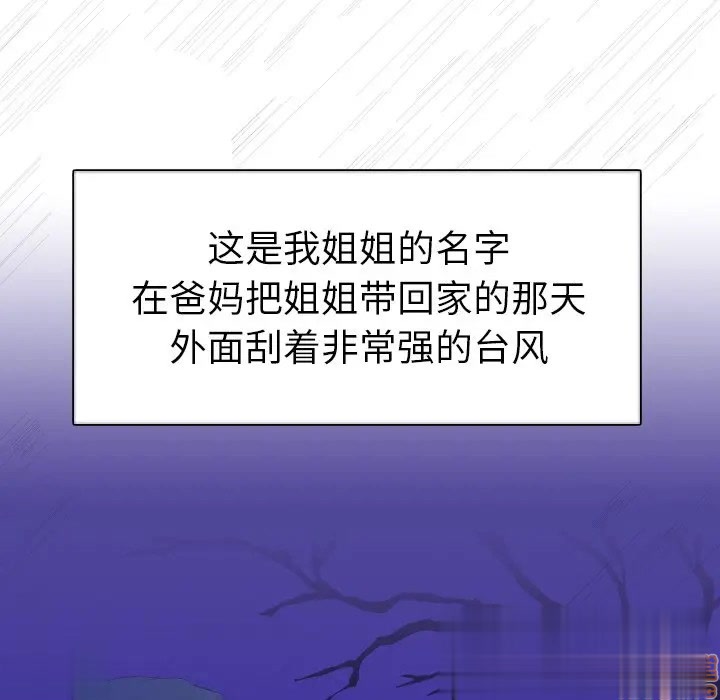 这是我姐姐的名字
在爸妈把姐姐带回家的那天
外面刮着非常强的台风